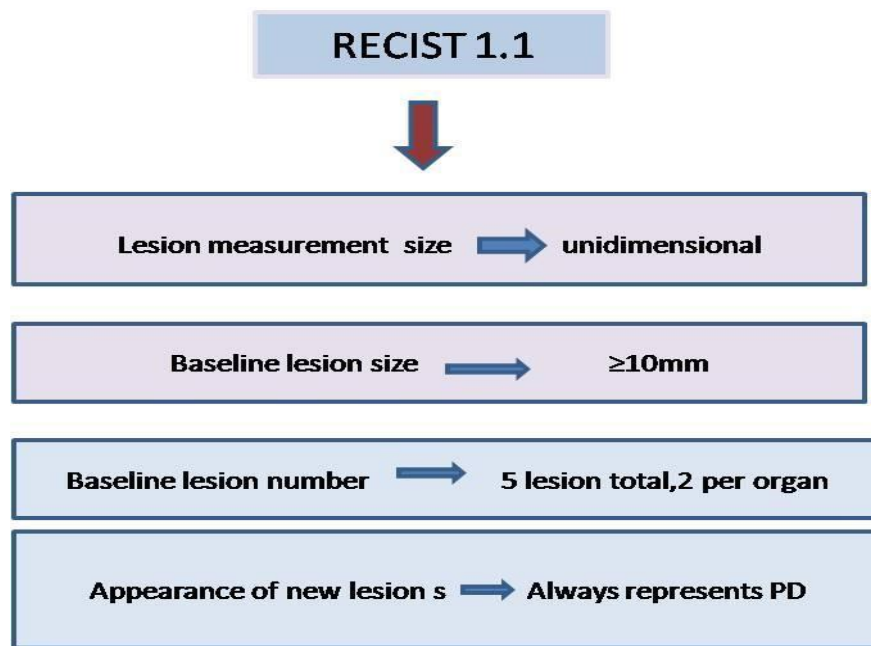 RECIST 1.1
Lesion measurement size unidimensional
Baseline lesion size ≥10mm
Baseline lesion number 5 lesion total,2 per organ
Appearance of new lesion s Always represents PD